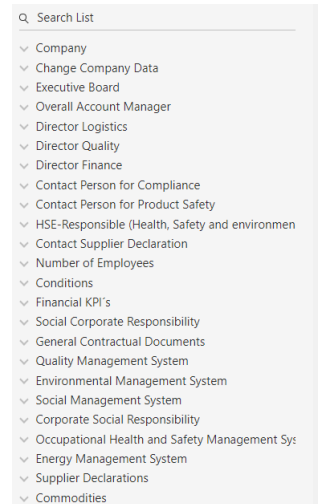 Search List
Company
Change Company Data
Executive Board
Overall Account Manager
Director Logistics
Director Quality
Director Finance
Contact Person for Compliance
Contact Person for Product Safety
HSE-Responsible (Health, Safety and environmen
Contact Supplier Declaration
Number of Employees
Conditions
Financial KPI´s
Social Corporate Responsibility
General Contractual Documents
Quality Management System
Environmental Management System
Social Management System
Corporate Social Responsibility
Occupational Health and Safety Management Sys
Energy Management System
Supplier Declarations
Commodities